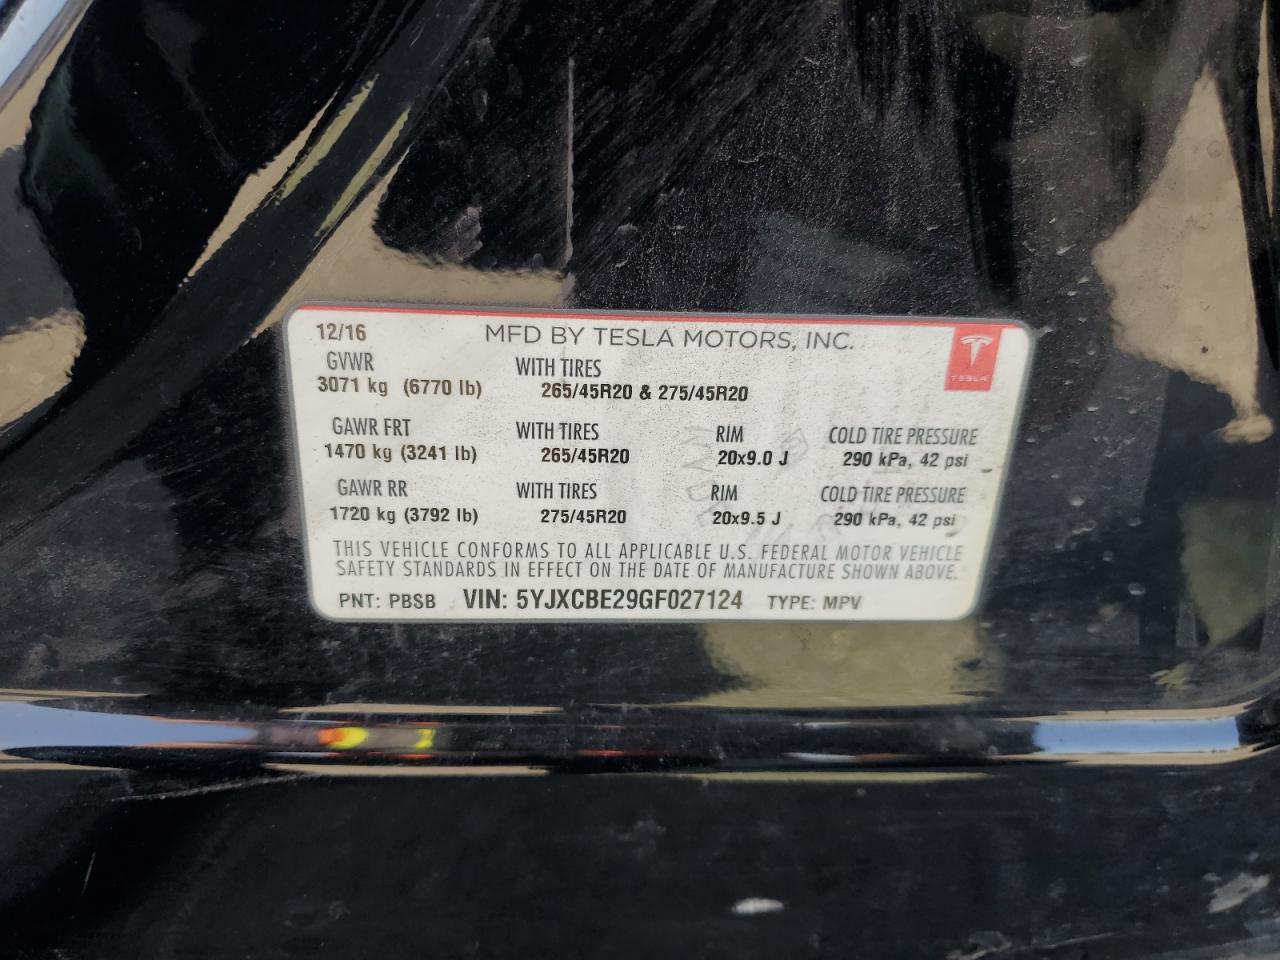 12/16 MFD BY TESLA MOTORS, INC.
TESLA
GVWR WITH TIRES
3071 kg (6770 lb) 265/45R20 & 275/45R20
GAWR FRT WITH TIRES RIM COLD TIRE PRESSURE
1470 kg (3241 lb) 265/45R20 20x9.0 J 290 kPa, 42 psi
GAWR RR WITH TIRES RIM COLD TIRE PRESSURE
1720 kg (3792 lb) 275/45R20 20x9.5 J 290 kPa, 42 psi
THIS VEHICLE CONFORMS TO ALL APPLICABLE U.S. FEDERAL MOTOR VEHICLE
SAFETY STANDARDS IN EFFECT ON THE DATE OF MANUFACTURE SHOWN ABOVE.
PNT: PBSB VIN: 5YJXCBE29GF027124 TYPE: MPV